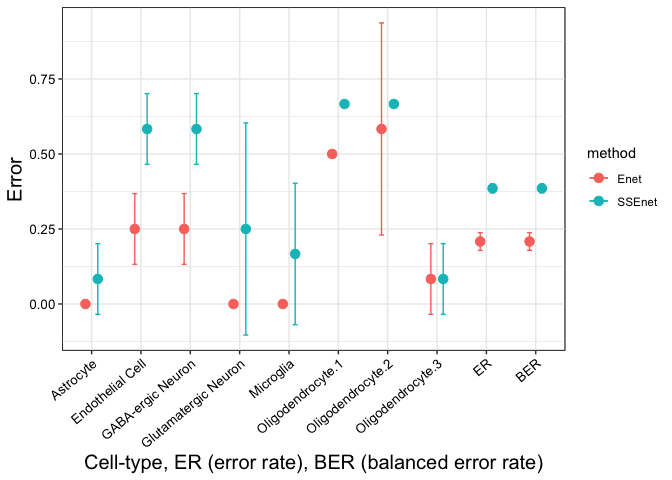 0.75
0.50
0.25
0.00
Error
Astrocyte
Endothelial Cell
GABA-ergic Neuron
Glutamatergic Neuron
Microglia
Oligodendrocyte.1
Oligodendrocyte.2
Oligodendrocyte.3
ER
BER
Cell-type, ER (error rate), BER (balanced error rate)
method
Enet
SSEnet